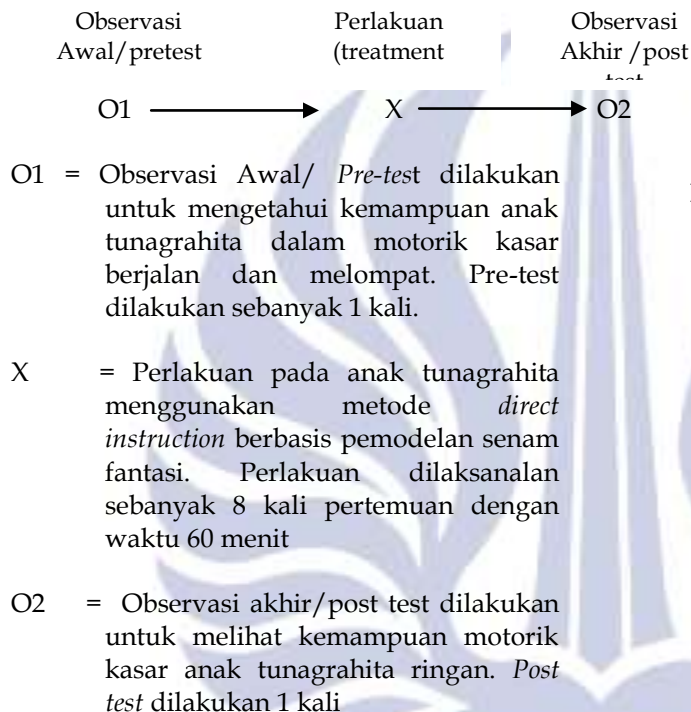 Observasi Perlakuan Observasi
Awal/pretest (treatment Akhir /post
O1 X O2
O1 = Observasi Awal/ Pre-test dilakukan
untuk mengetahui kemampuan anak
tunagrahita dalam motorik kasar
berjalan dan melompat. Pre-test
dilakukan sebanyak 1 kali.
X = Perlakuan pada anak tunagrahita
menggunakan metode direct
instruction berbasis pemodelan senam
fantasi. Perlakuan dilaksanalan
sebanyak 8 kali pertemuan dengan
waktu 60 menit
O2 = Observasi akhir/post test dilakukan
untuk melihat kemampuan motorik
kasar anak tunagrahita ringan. Post
test dilakukan 1 kali